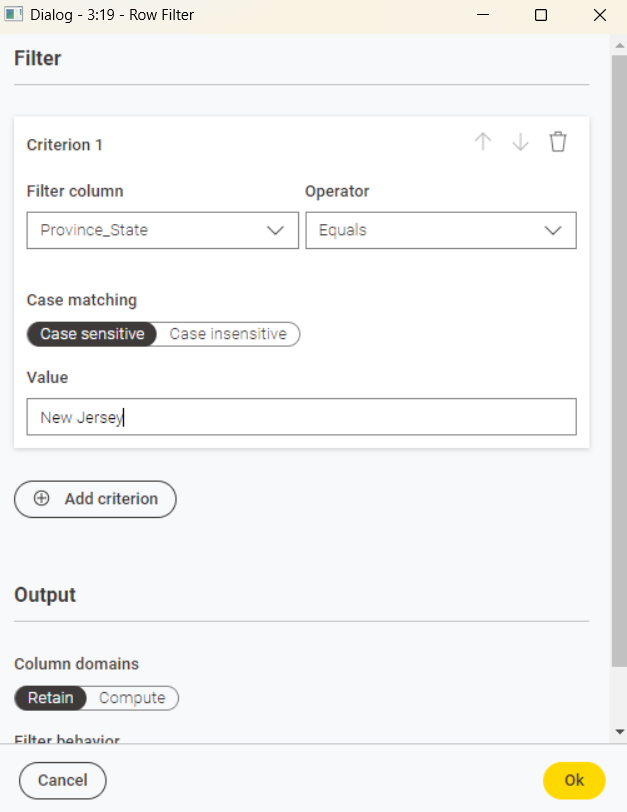 Dialog - 3:19 - Row Filter
Filter
Criterion 1
Filter column Operator
Province_State Equals
Case matching
Case sensitive Case insensitive
Value
New Jersey
Add criterion
Output
Column domains
Retain Compute
Filter behavior
Cancel Ok